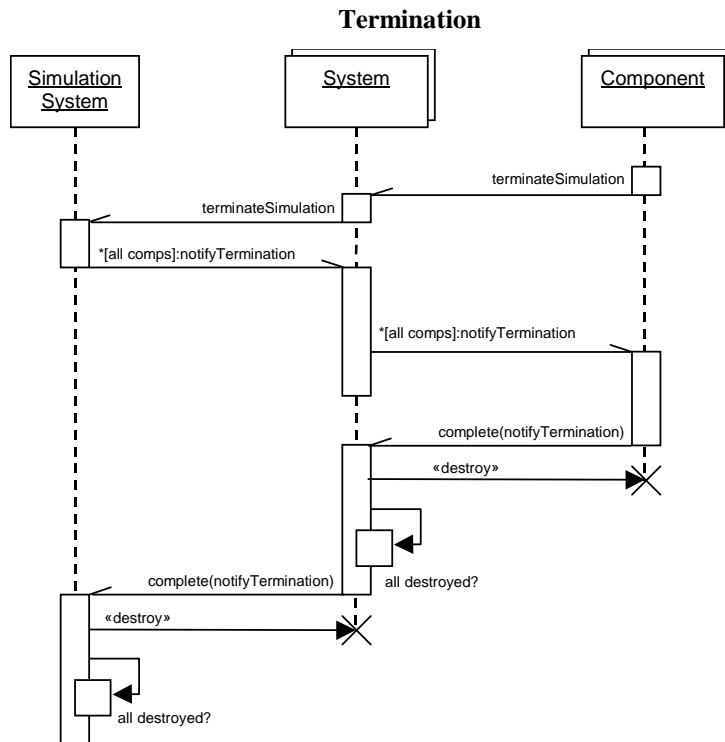 Termination
Simulation
System
System
Component
terminateSimulation
terminateSimulation
*[all comps]:notifyTermination
*[all comps]:notifyTermination
complete(notifyTermination)
«destroy»
all destroyed?
complete(notifyTermination)
«destroy»
all destroyed?